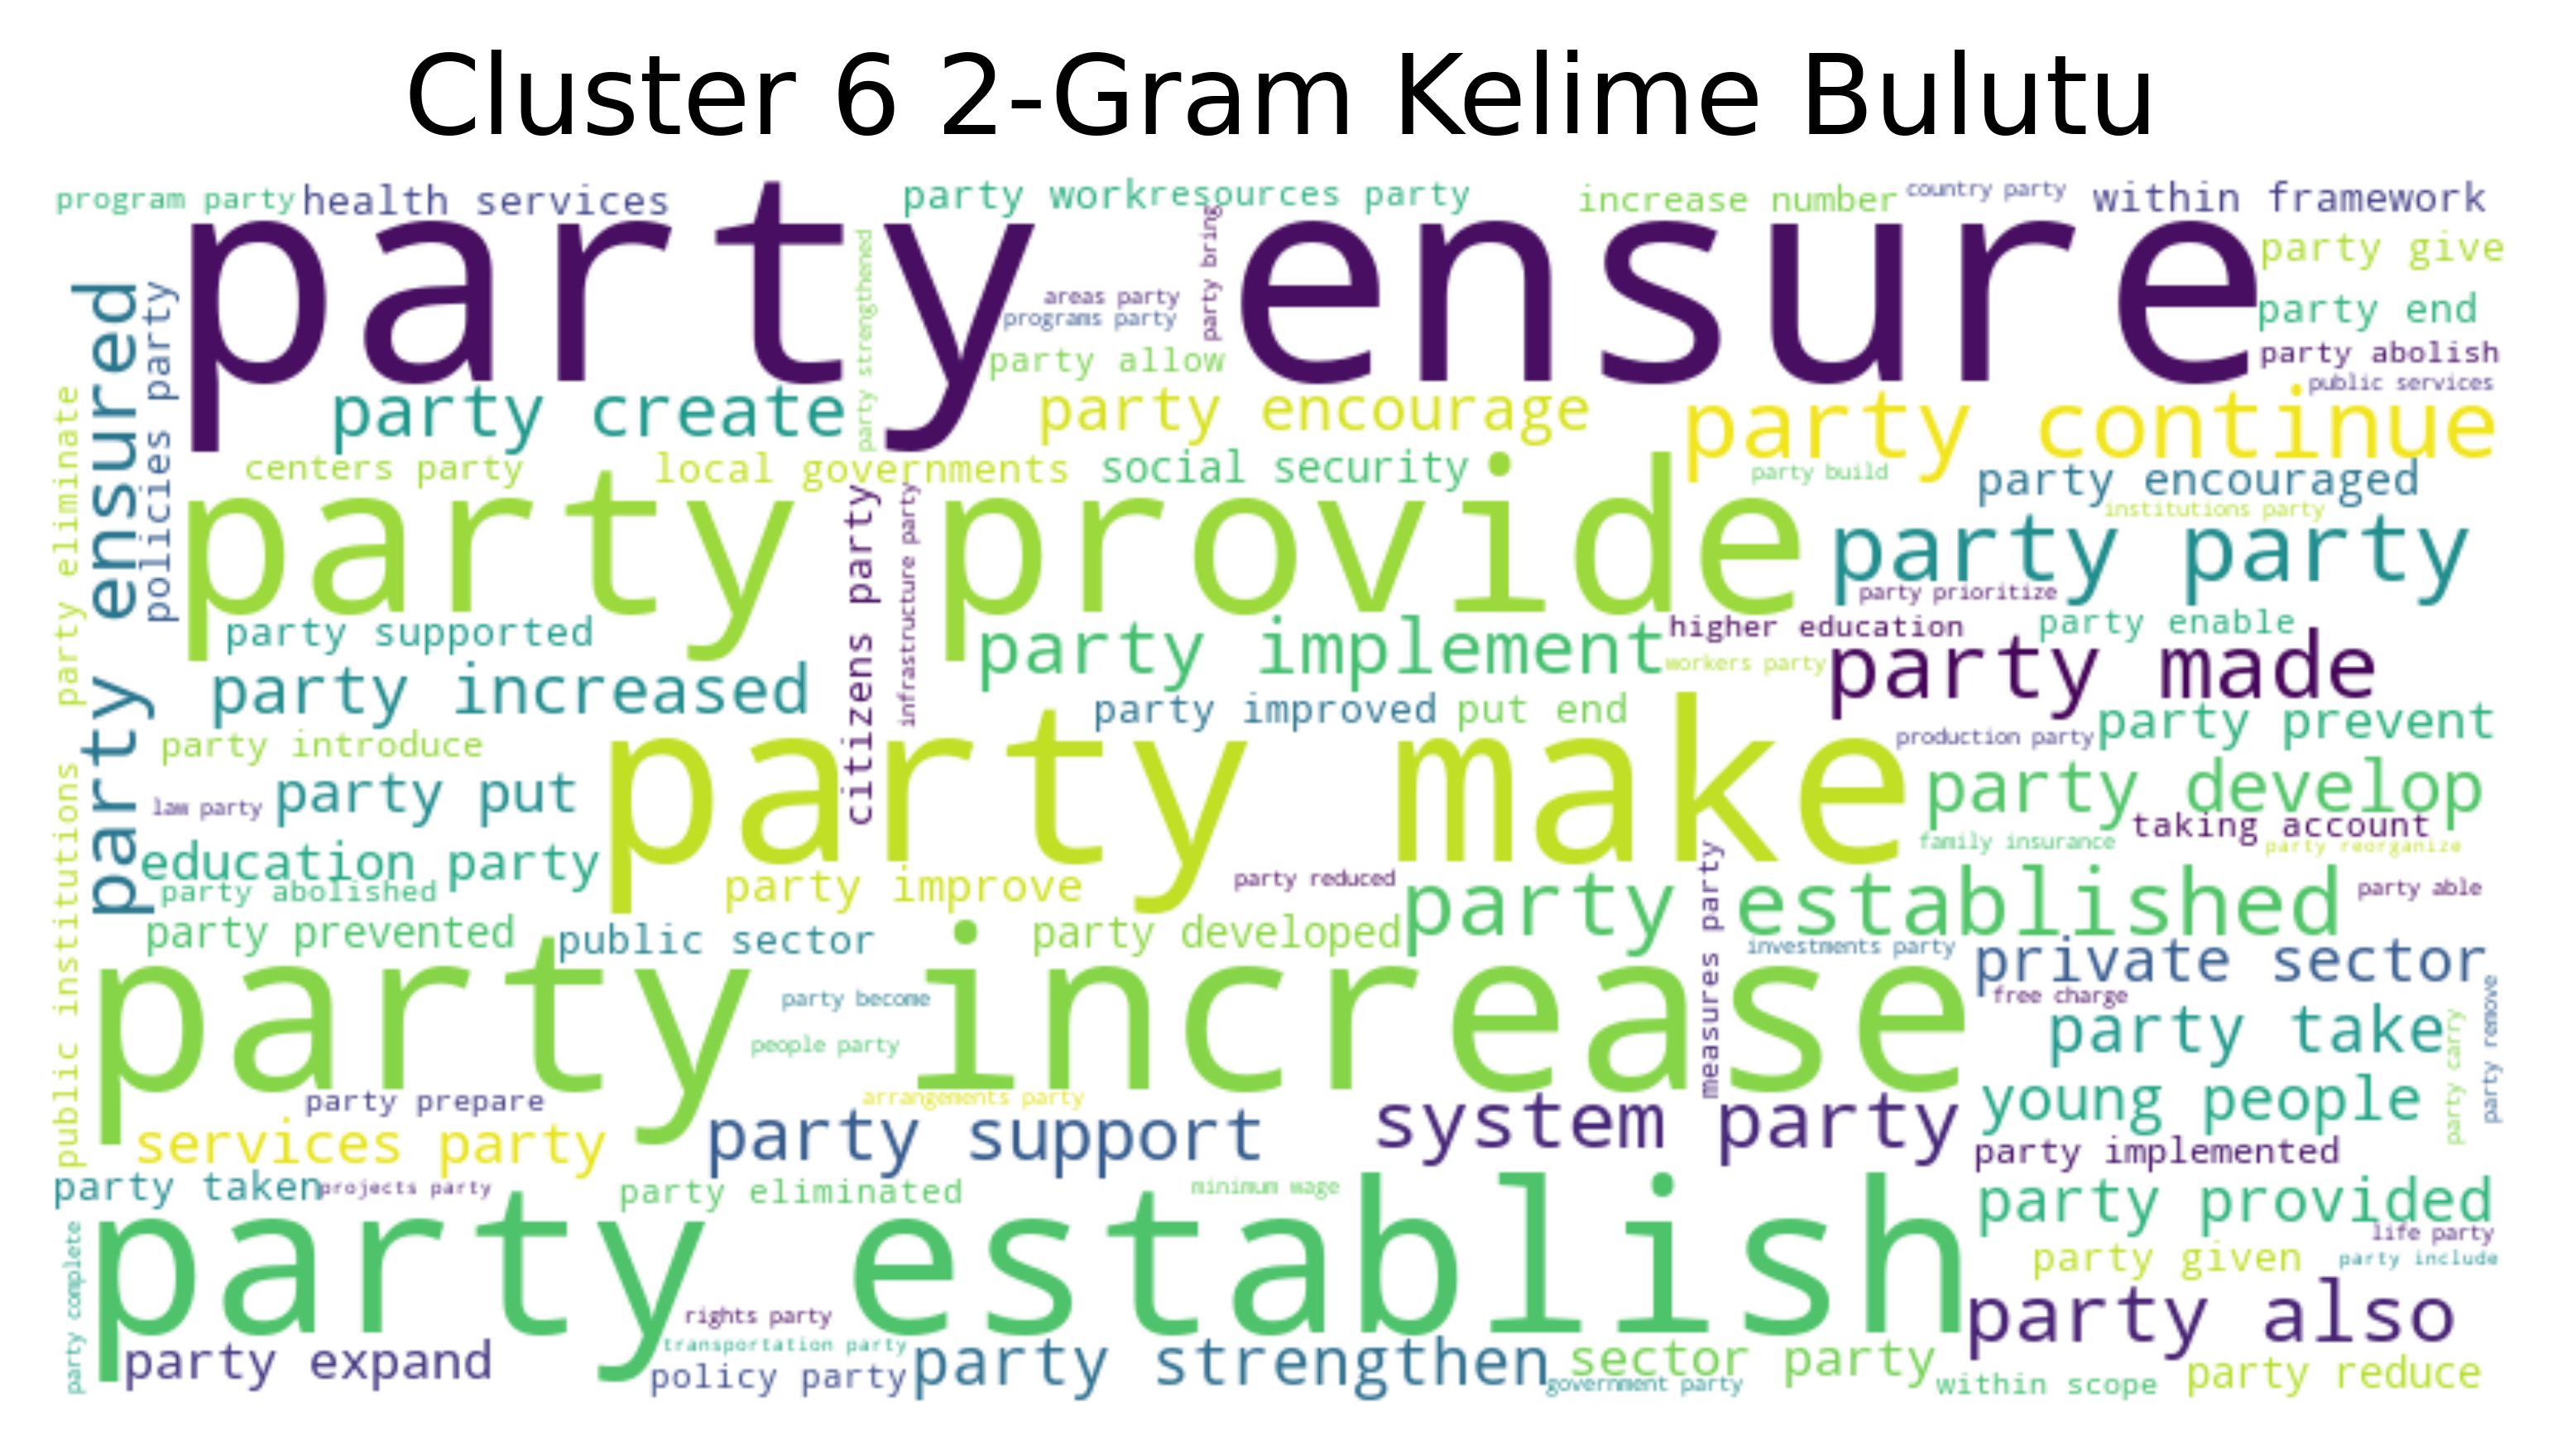 Cluster 6 2-Gram Kelime Bulutu
program party
health services
party work
resources party
increase number
country party
within framework
party ensure
party give
party bring
party strengthened
areas party
programs party
party end
party allow
party abolish
public services
party ensured
policies party
party create
party encourage
party continue
party eliminate
centers party
local governments
social security
party build
party encouraged
party provide
institutions party
party party
citizens party
infrastructure party
party prioritize
party supported
party implement
higher education
party enable
workers party
party made
party increased
party improved
put end
party prevent
party introduce
production party
party make
party put
law party
party develop
taking account
family insurance
party reorganize
education party
party abolished
party improve
party reduced
party established
party able
measures party
public institutions
party prevented
public sector
party developed
investments party
private sector
party increase
party become
free charge
party remove
people party
party take
party carry
party prepare
arrangements party
young people
services party
party support
system party
party implemented
party taken
projects party
party eliminated
minimum wage
party provided
party establish
life party
party complete
party given
party include
rights party
party also
transportation party
party expand
policy party
party strengthen
sector party
government party
within scope
party reduce